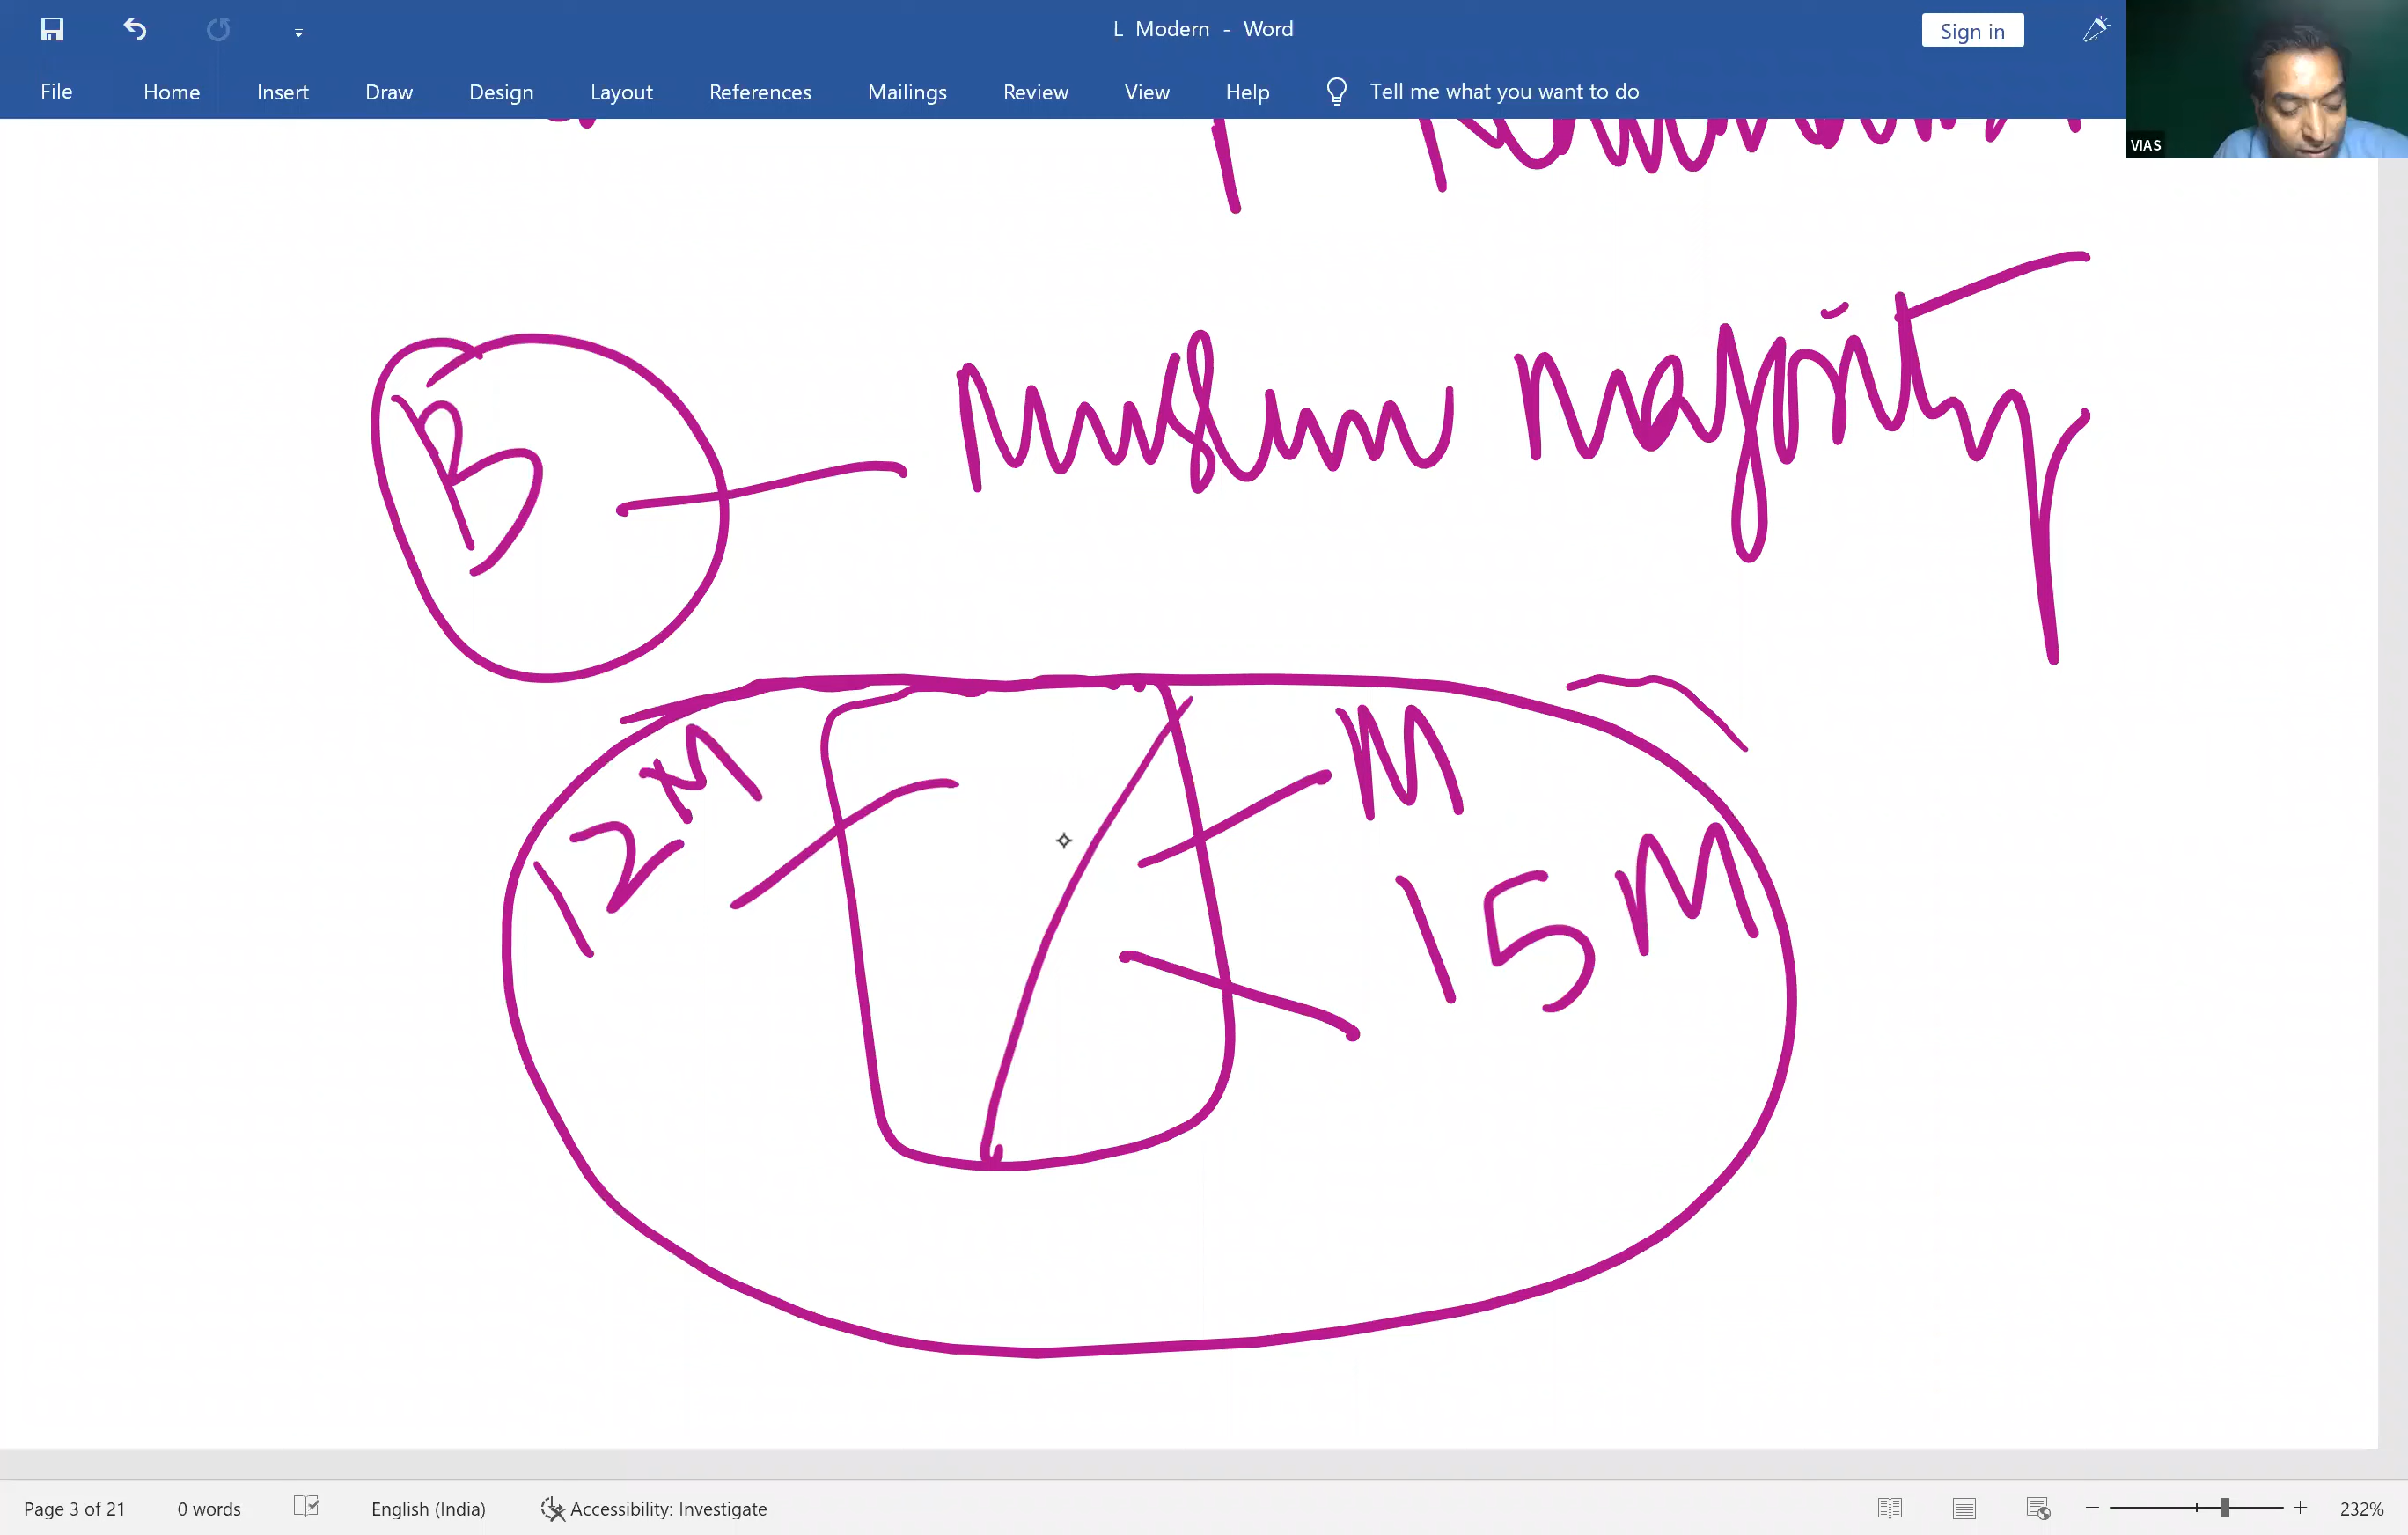 L Modern - Word
Sign in
File Home Insert Draw Design Layout References Mailings Review View Help Tell me what you want to do
VIAS
B Muslim Majority
12M
M
15M
Page 3 of 21 0 words English (India) Accessibility: Investigate 232%